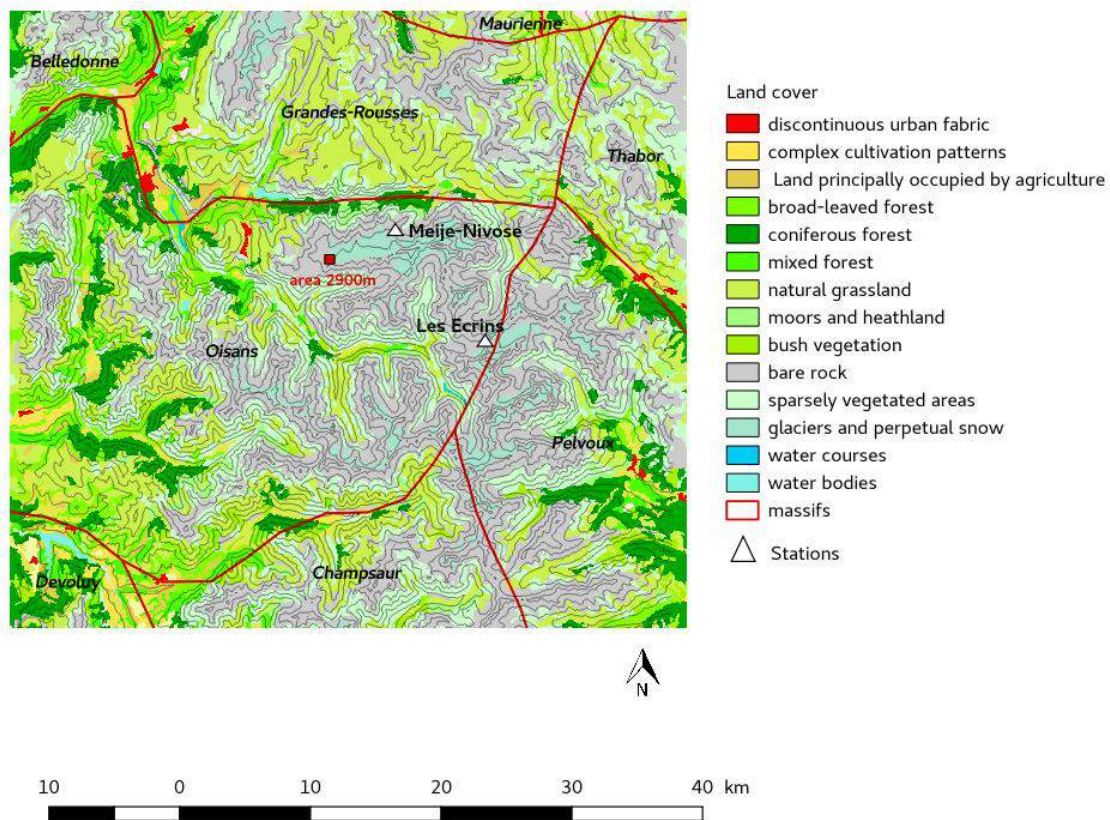 Maurienne
Belledonne
Grandes-Rousses
Thabor
Meije-Nivose
area 2900m
Les Ecrins
Oisans
Pelvoux
Champsaur
Devoluy
Land cover
discontinuous urban fabric
complex cultivation patterns
Land principally occupied by agriculture
broad-leaved forest
coniferous forest
mixed forest
natural grassland
moors and heathland
bush vegetation
bare rock
sparsely vegetated areas
glaciers and perpetual snow
water courses
water bodies
massifs
Stations
N
10 0 10 20 30 40 km